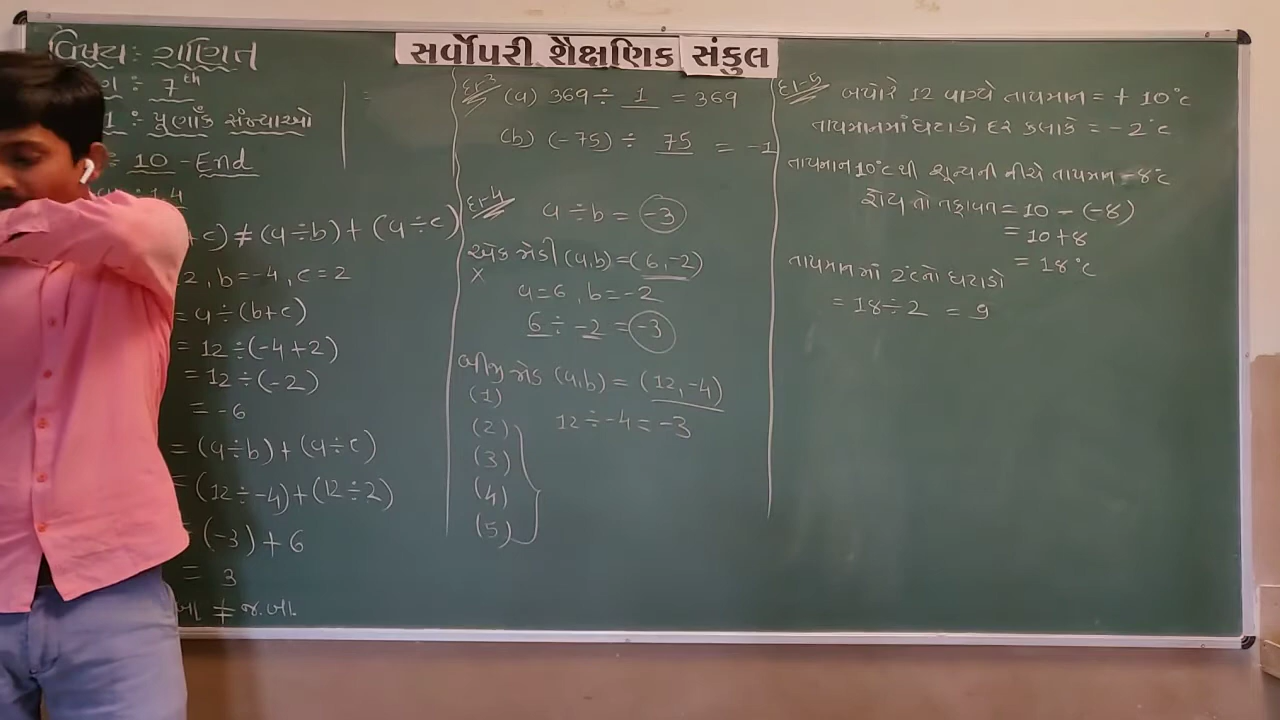 સર્વોપરી શૈક્ષણિક સંકુલ
વિષય : ગણિત
: 7th
1 : પૂર્ણાંક સંખ્યાઓ
: 10 - End
1.4
+c) ≠ (a÷b) + (a÷c)
2, b=-4, c=2
= a÷(b+c)
= 12÷(-4+2)
= 12÷(-2)
= -6
= (a÷b)+(a÷c)
= (12÷-4)+(12÷2)
= (-3) + 6
= 3
બા ≠ જ.બા.
દા-3 (a) 369 ÷ 1 = 369
(b) (-75) ÷ 75 = -1
દા-4 a÷b = -3
એક જોડી (a,b) = (6,-2)
x a=6, b=-2
6 ÷ -2 = -3
બીજી જોડ (a,b) = (12,-4)
(1)
12÷-4 = -3
(2)
(3)
(4)
(5)
દા-5 બપોરે 12 વાગ્યે તાપમાન = + 10°c
તાપમાનમાં ઘટાડો દર કલાકે = -2°c
તાપમાન 10°c થી શૂન્યની નીચે તાપમાન -8°c
હોય તો તફાવત = 10 - (-8)
= 10+8
= 18°c
તાપમાનમાં 2°cનો ઘટાડો
= 18÷2 = 9